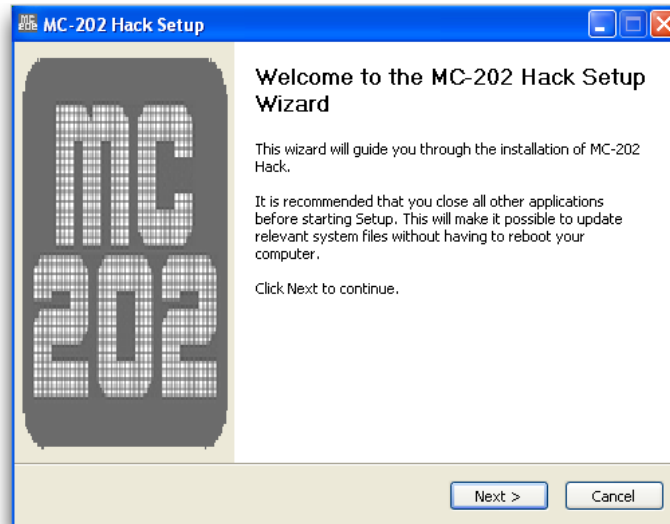 MC 202
MC-202 Hack Setup
MC
202
Welcome to the MC-202 Hack Setup
Wizard
This wizard will guide you through the installation of MC-202
Hack.
It is recommended that you close all other applications
before starting Setup. This will make it possible to update
relevant system files without having to reboot your
computer.
Click Next to continue.
Next >
Cancel